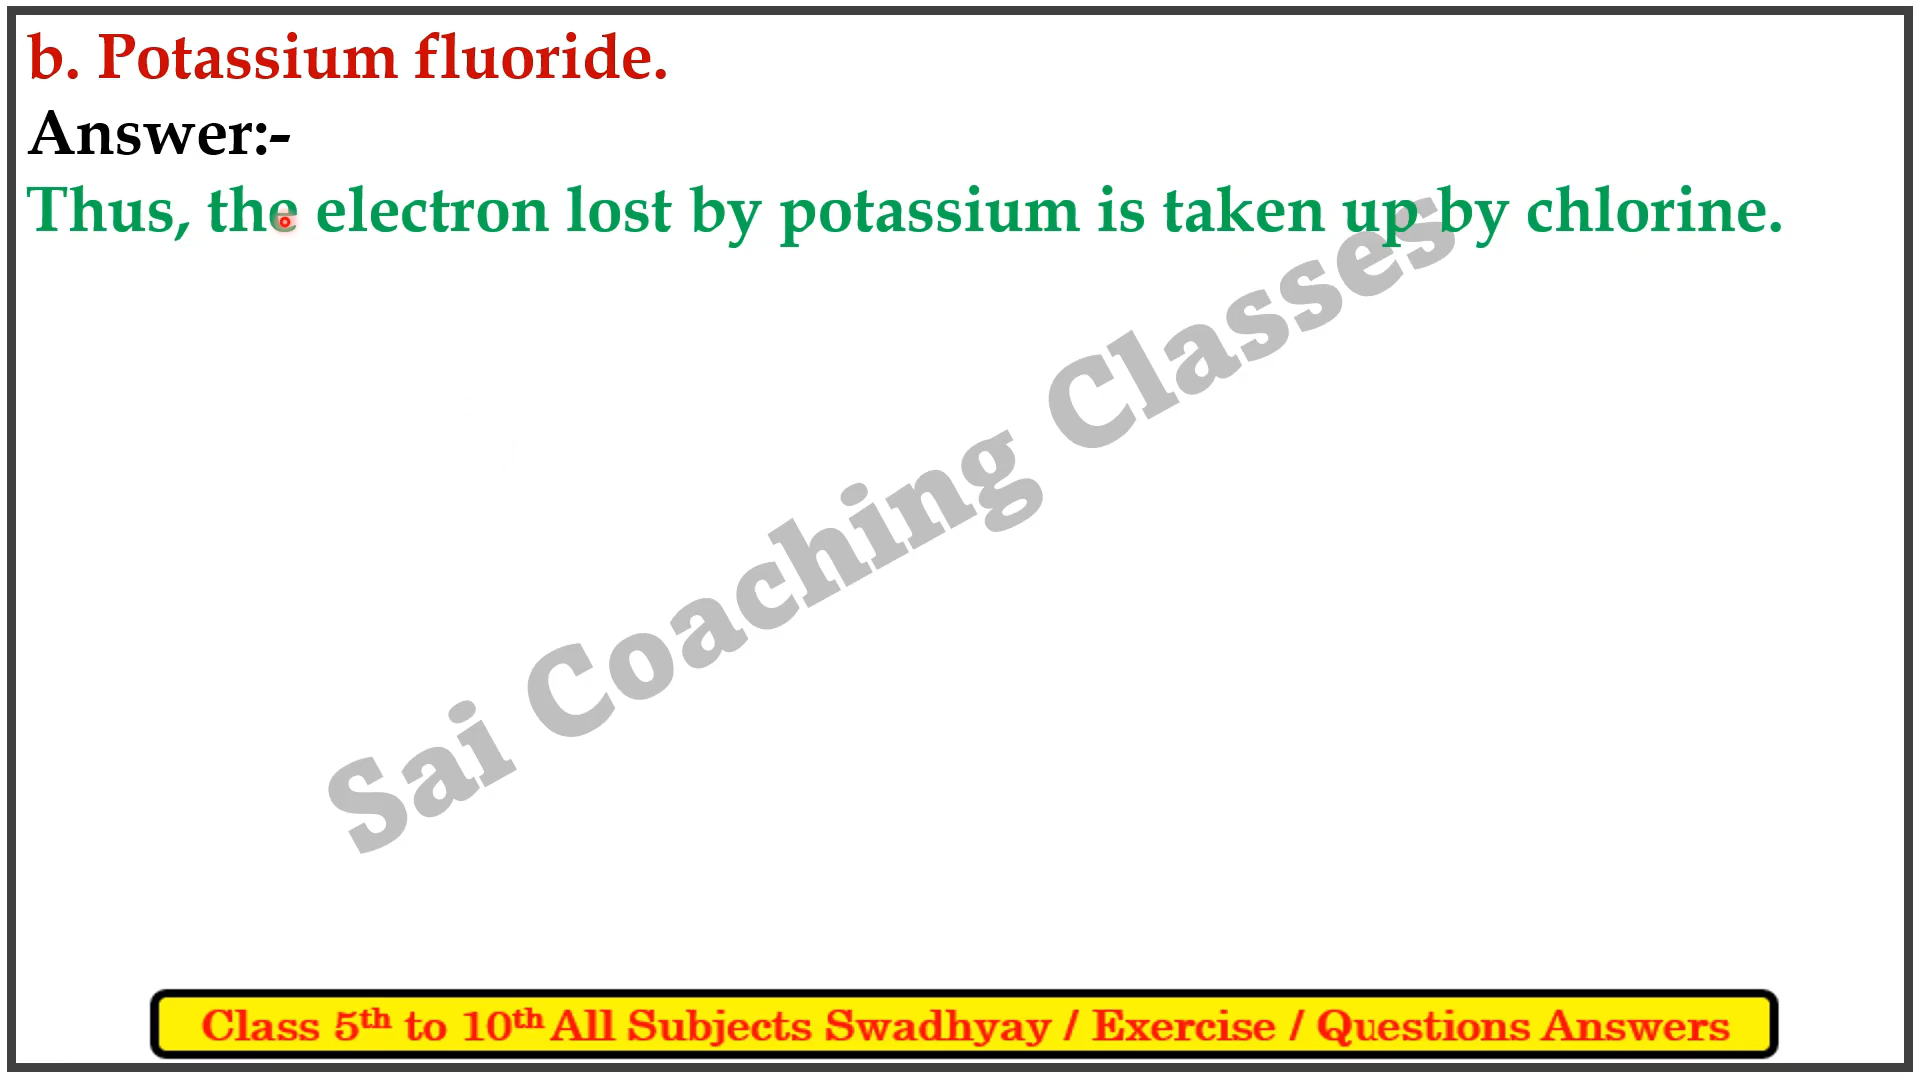 b. Potassium fluoride.
Answer:-
Thus, the electron lost by potassium is taken up by chlorine.
Sai Coaching Classes
Class 5th to 10th All Subjects Swadhyay / Exercise / Questions Answers